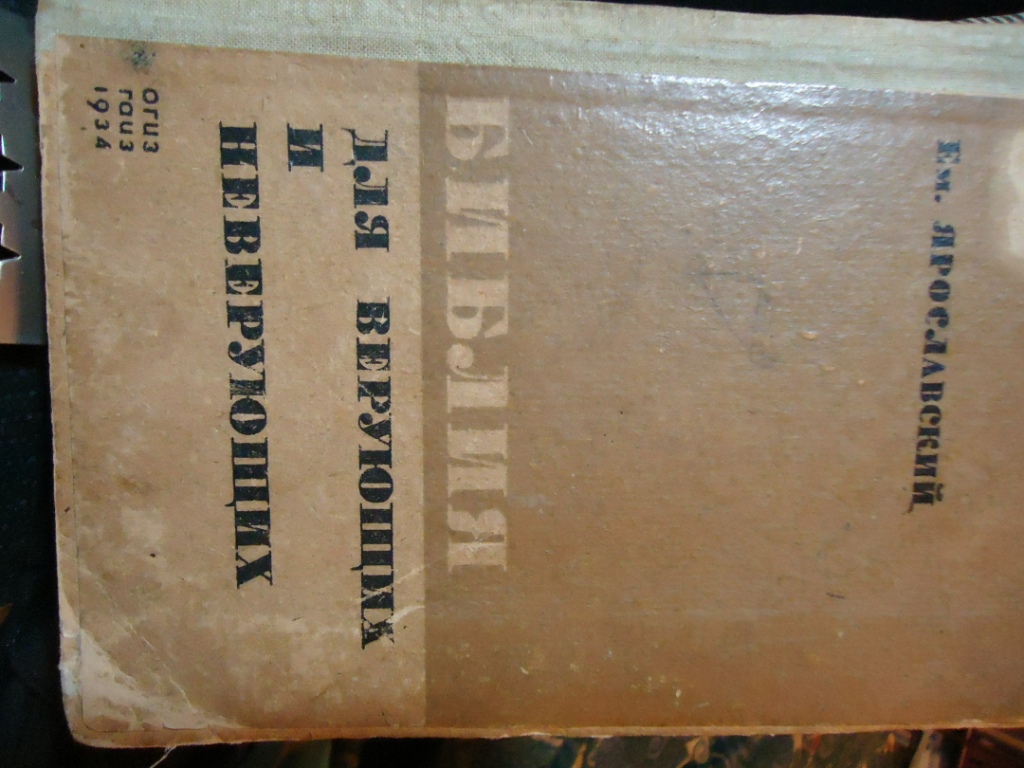 Ем. ЯРОСЛАВСКИЙ
БИБЛИЯ
ДЛЯ ВЕРУЮЩИХ
И
НЕВЕРУЮЩИХ
ОГИЗ
ГАИЗ
1934